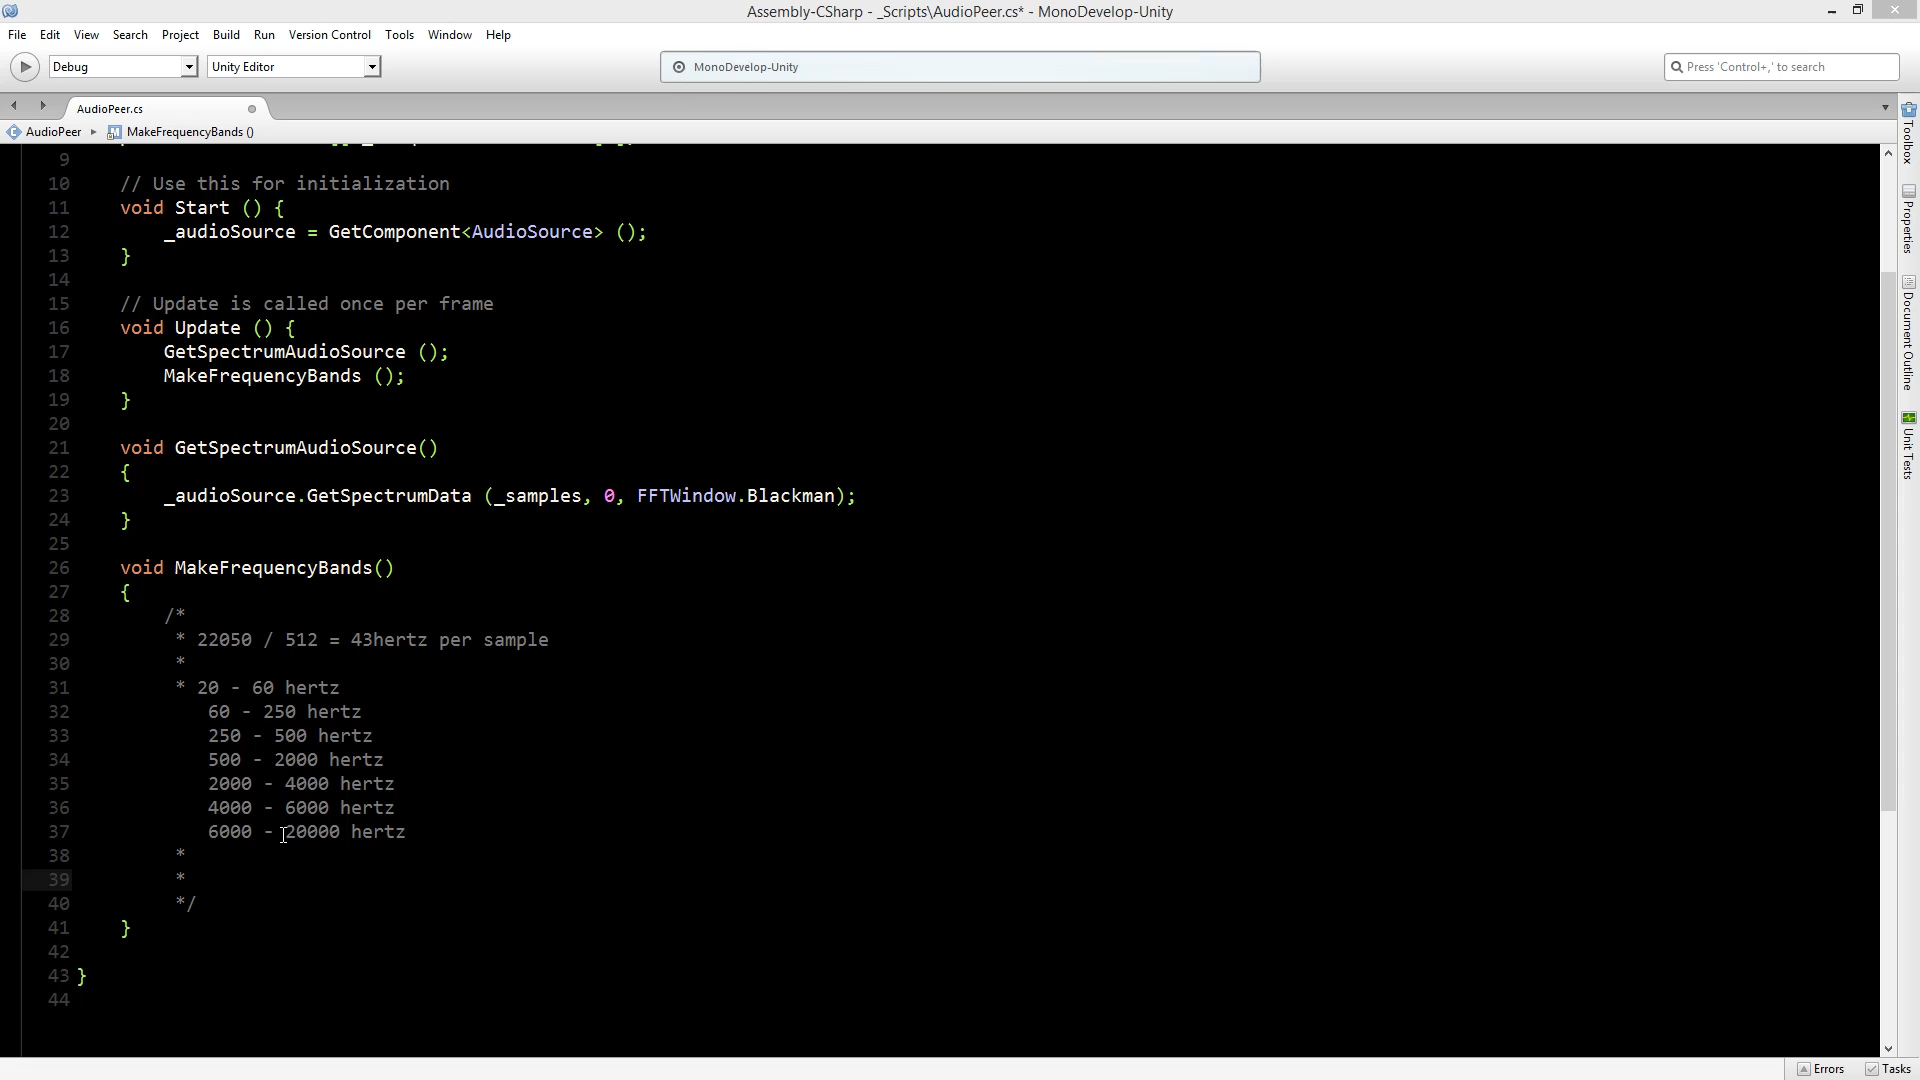 Assembly-CSharp - _Scripts\AudioPeer.cs* - MonoDevelop-Unity
File Edit View Search Project Build Run Version Control Tools Window Help
Debug Unity Editor MonoDevelop-Unity Press 'Control+,' to search
AudioPeer.cs
AudioPeer MakeFrequencyBands ()
9
10 // Use this for initialization
11 void Start () {
12 _audioSource = GetComponent<AudioSource> ();
13 }
14
15 // Update is called once per frame
16 void Update () {
17 GetSpectrumAudioSource ();
18 MakeFrequencyBands ();
19 }
20
21 void GetSpectrumAudioSource()
22 {
23 _audioSource.GetSpectrumData (_samples, 0, FFTWindow.Blackman);
24 }
25
26 void MakeFrequencyBands()
27 {
28 /*
29 * 22050 / 512 = 43hertz per sample
30 *
31 * 20 - 60 hertz
32 60 - 250 hertz
33 250 - 500 hertz
34 500 - 2000 hertz
35 2000 - 4000 hertz
36 4000 - 6000 hertz
37 6000 - 20000 hertz
38 *
39 *
40 */
41 }
42
43 }
44
Toolbox
Properties
Document Outline
Unit Tests
Errors Tasks